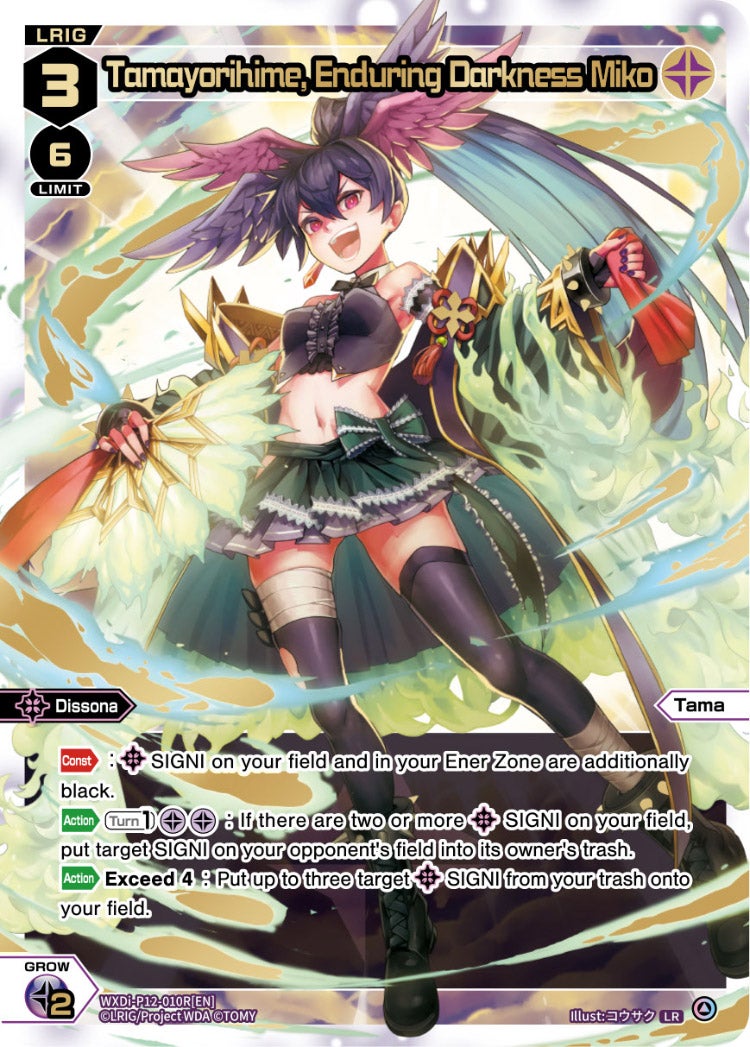 LRIG
3
Tamayorihime, Enduring Darkness Miko
6
LIMIT
Dissona
Tama
Const : SIGNI on your field and in your Ener Zone are additionally
black.
Action Turn 1 : If there are two or more SIGNI on your field,
put target SIGNI on your opponent's field into its owner's trash.
Action Exceed 4 : Put up to three target SIGNI from your trash onto
your field.
GROW
2
WXDi-P12-010R[EN]
©LRIG/Project WDA ©TOMY
Illust:コウサク LR